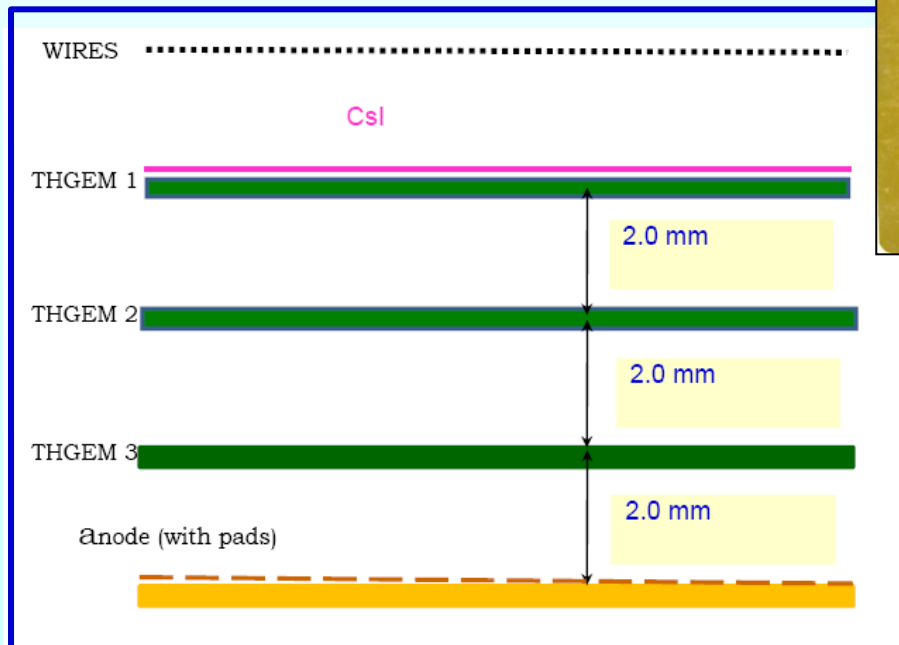 WIRES
CsI
THGEM 1
2.0 mm
THGEM 2
2.0 mm
THGEM 3
2.0 mm
anode (with pads)